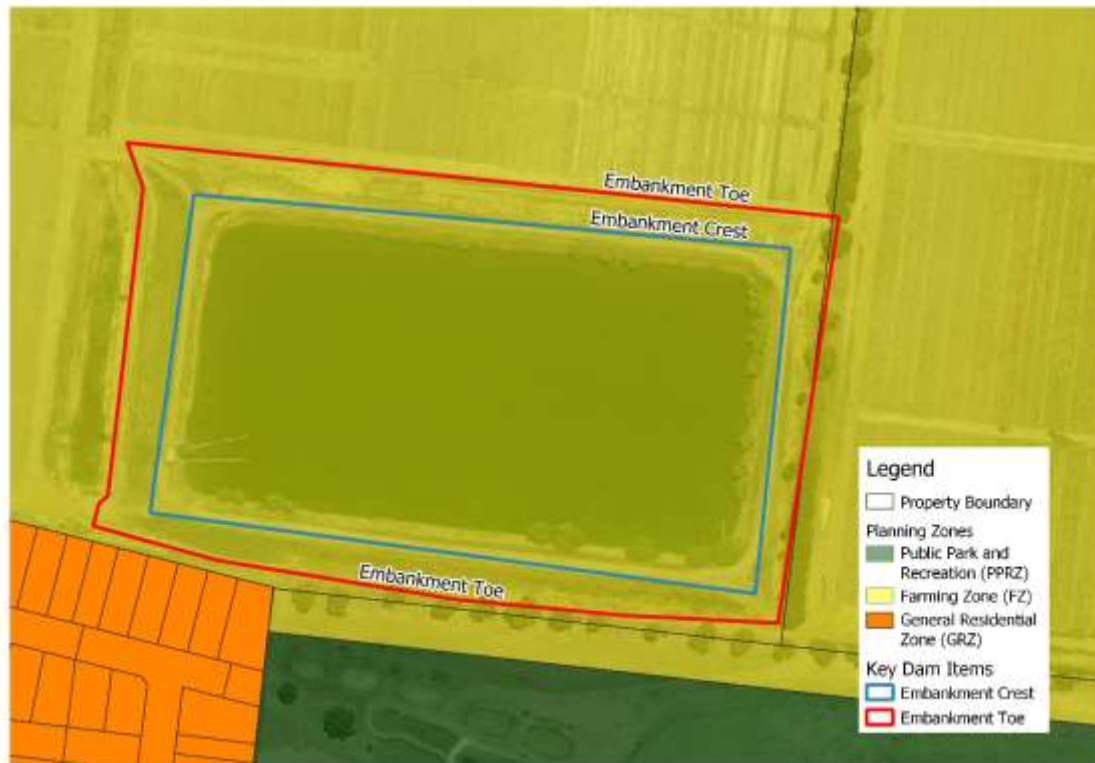 Embankment Toe
Embankment Crest
Embankment Toe
Legend
Property Boundary
Planning Zones
Public Park and
Recreation (PPRZ)
Farming Zone (FZ)
General Residential
Zone (GRZ)
Key Dam Items
Embankment Crest
Embankment Toe